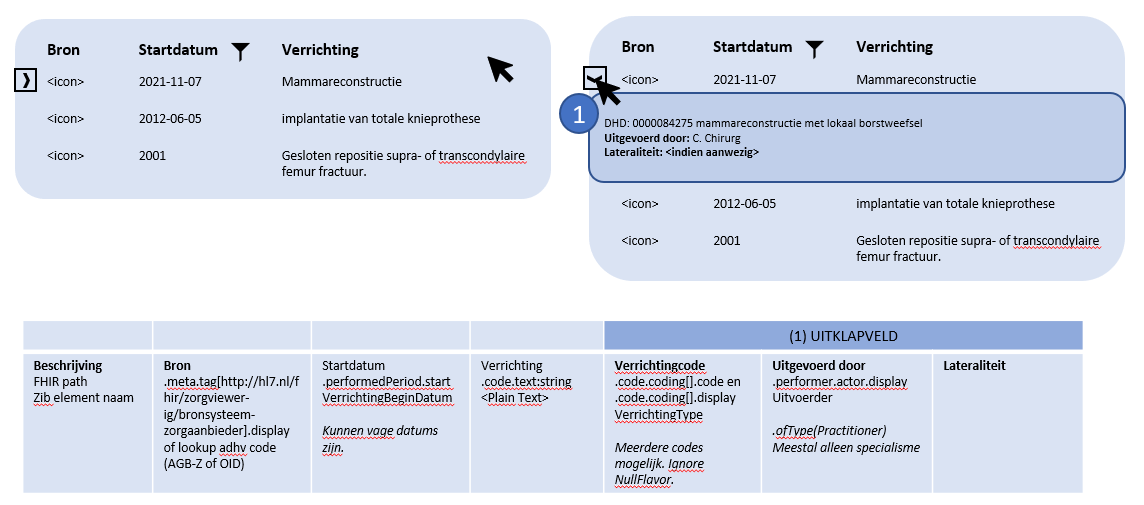 Bron Startdatum Verrichting
<icon> 2021-11-07 Mammareconstructie
<icon> 2012-06-05 implantatie van totale knieprothese
<icon> 2001 Gesloten repositie supra- of transcondylaire
femur fractuur.
Bron Startdatum Verrichting
<icon> 2021-11-07 Mammareconstructie
1
DHD: 0000084275 mammareconstructie met lokaal borstweefsel
Uitgevoerd door: C. Chirurg
Lateraliteit: <indien aanwezig>
<icon> 2012-06-05 implantatie van totale knieprothese
<icon> 2001 Gesloten repositie supra- of transcondylaire
femur fractuur.
(1) UITKLAPVELD
Beschrijving
FHIR path
Zib element naam
Bron
.meta.tag[http://hl7.nl/f
hir/zorgviewer-
ig/bronsysteem-
zorgaanbieder].display
of lookup adhv code
(AGB-Z of OID)
Startdatum
.performedPeriod.start
VerrichtingBeginDatum
Kunnen vage datums
zijn.
Verrichting
.code.text:string
<Plain Text>
Verrichtingcode
.code.coding[].code en
.code.coding[].display
VerrichtingType
Meerdere codes
mogelijk. Ignore
NullFlavor.
Uitgevoerd door
.performer.actor.display
Uitvoerder
.ofType(Practitioner)
Meestal alleen specialisme
Lateraliteit